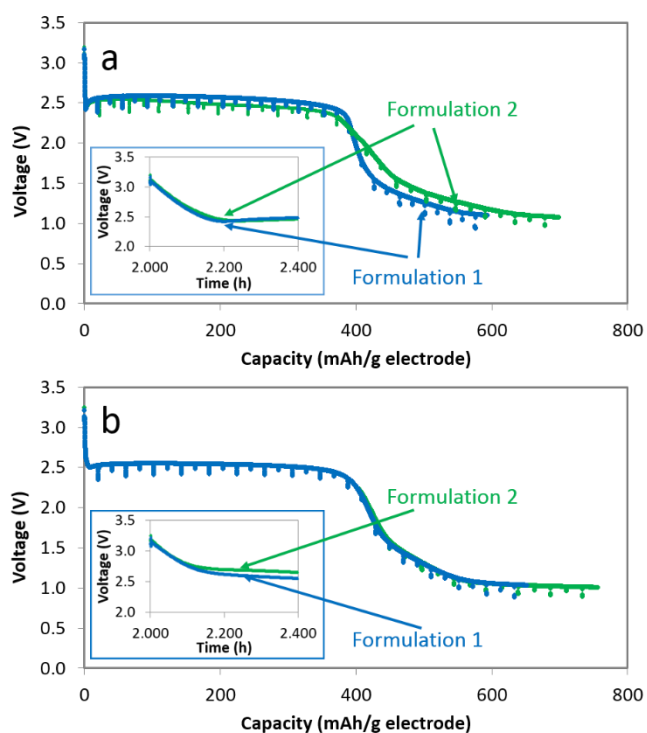 3.5
3.0
2.5
2.0
1.5
1.0
0.5
0.0
Voltage (V)
a
Formulation 2
Formulation 1
3.5
3.0
2.5
2.0
Voltage (V)
2.000 2.200 2.400
Time (h)
0 200 400 600 800
Capacity (mAh/g electrode)
3.5
3.0
2.5
2.0
1.5
1.0
0.5
0.0
Voltage (V)
b
Formulation 2
Formulation 1
3.5
3.0
2.5
2.0
Voltage (V)
2.000 2.200 2.400
Time (h)
0 200 400 600 800
Capacity (mAh/g electrode)